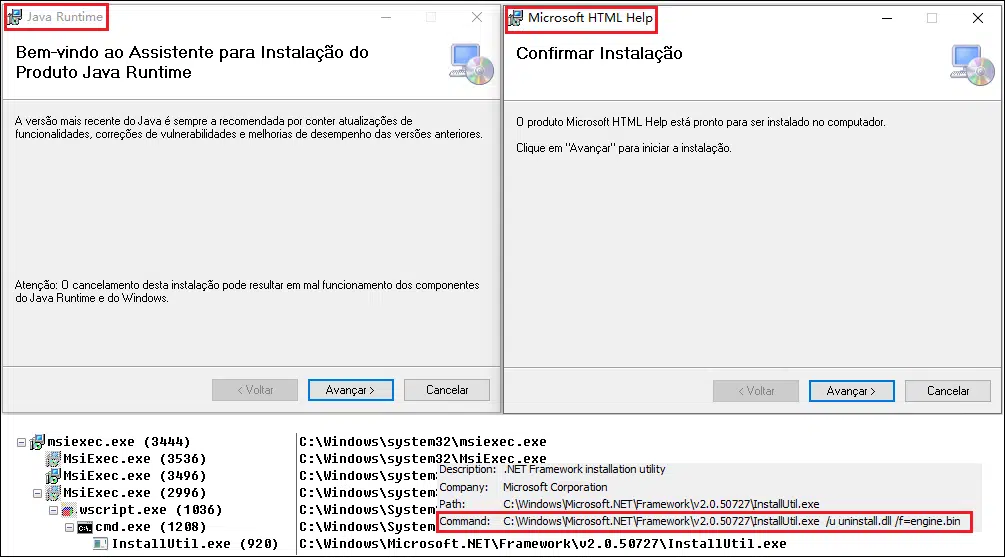 Java Runtime
Bem-vindo ao Assistente para Instalação do
Produto Java Runtime
A versão mais recente do Java é sempre a recomendada por conter atualizações de
funcionalidades, correções de vulnerabilidades e melhorias de desempenho das versões anteriores.
Atenção: O cancelamento desta instalação pode resultar em mal funcionamento dos componentes
do Java Runtime e do Windows.
< Voltar
Avançar >
Cancelar
Microsoft HTML Help
Confirmar Instalação
O produto Microsoft HTML Help está pronto para ser instalado no computador.
Clique em "Avançar" para iniciar a instalação.
< Voltar
Avançar >
Cancelar
msiexec.exe (3444) C:\Windows\system32\msiexec.exe
MsiExec.exe (3536) C:\Windows\system32\MsiExec.exe
MsiExec.exe (3496) C:\Windows\
MsiExec.exe (2996) C:\Windows\
wscript.exe (1036) C:\Windows\
cmd.exe (1208) C:\Windows\
InstallUtil.exe (920) C:\Windows\Microsoft.NET\Framework\v2.0.50727\InstallUtil.exe
Description: .NET Framework installation utility
Company: Microsoft Corporation
Path: C:\Windows\Microsoft.NET\Framework\v2.0.50727\InstallUtil.exe
Command: C:\Windows\Microsoft.NET\Framework\v2.0.50727\InstallUtil.exe /u uninstall.dll /f=engine.bin